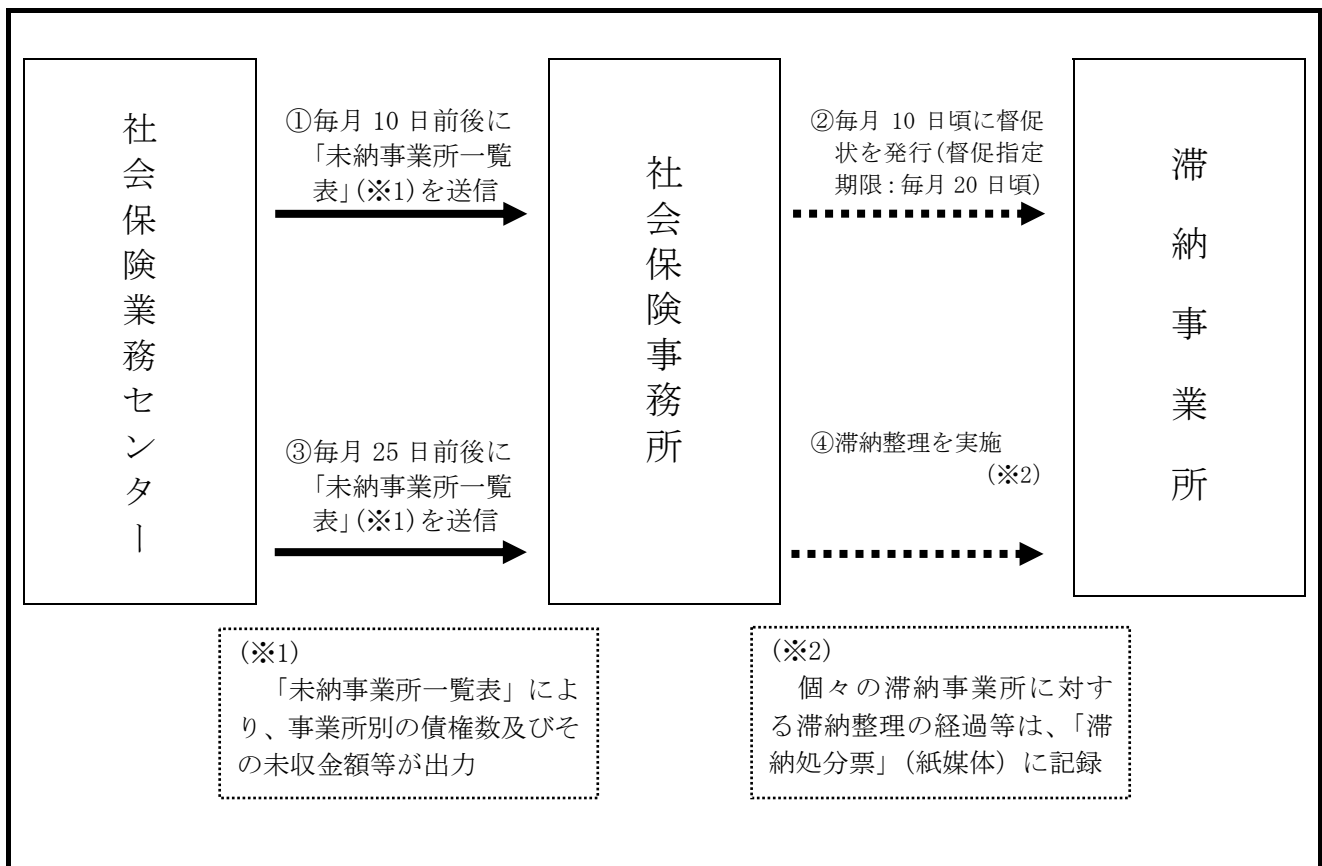 社会保険業務センター
①毎月 10 日前後に
「未納事業所一覧
表」(※1)を送信
③毎月 25 日前後に
「未納事業所一覧
表」(※1)を送信
社会保険事務所
②毎月 10 日頃に督促
状を発行(督促指定
期限:毎月 20 日頃)
④滞納整理を実施
(※2)
滞納事業所
(※1)
「未納事業所一覧表」によ
り、事業所別の債権数及びそ
の未収金額等が出力
(※2)
個々の滞納事業所に対す
る滞納整理の経過等は、「滞
納処分票」(紙媒体)に記録